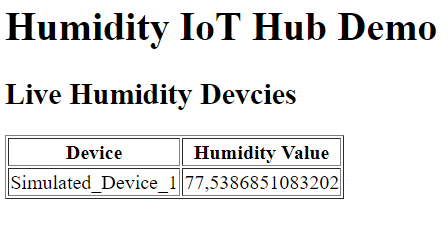 Humidity IoT Hub Demo
Live Humidity Devcies
Device Humidity Value
Simulated_Device_1 77,5386851083202